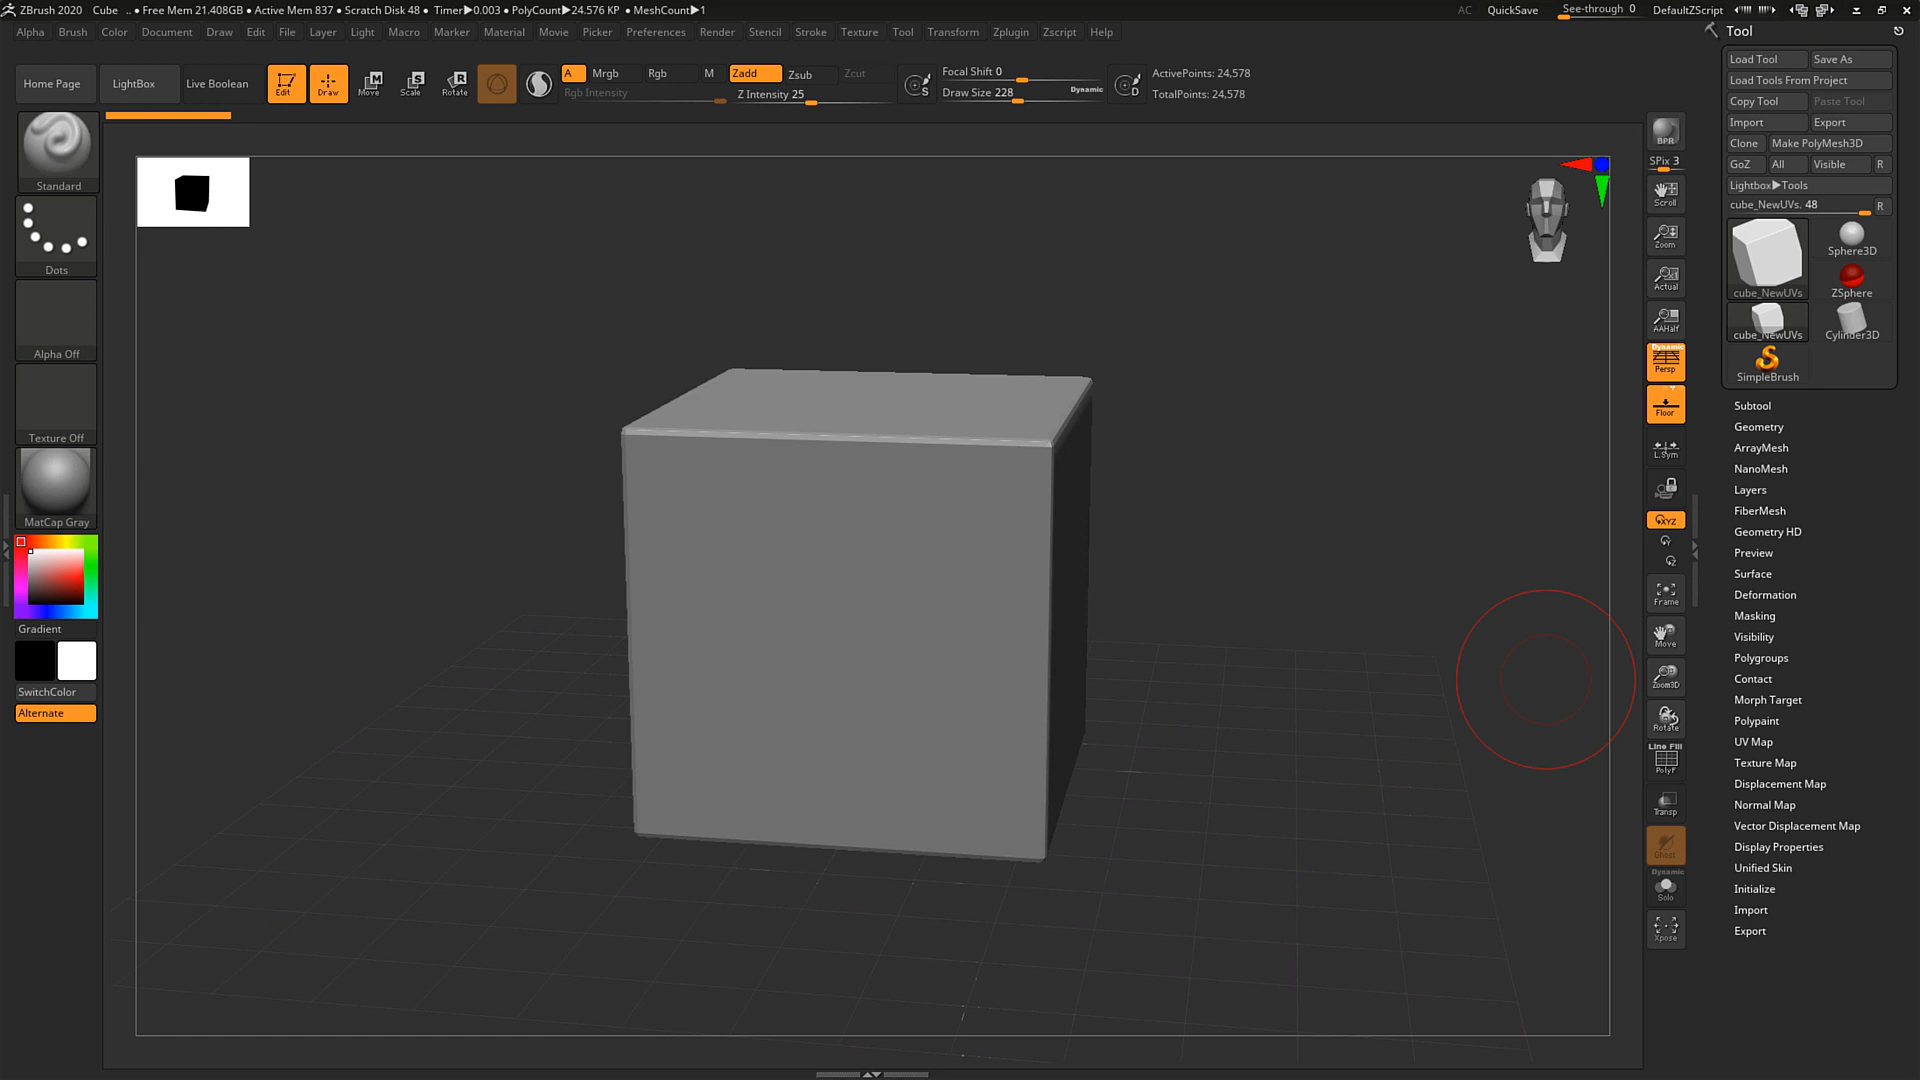 ZBrush 2020 Cube .. • Free Mem 21.408GB • Active Mem 837 • Scratch Disk 48 • Timer▶0.003 • PolyCount▶24.576 KP • MeshCount▶1 AC QuickSave See-through 0 DefaultZScript
Alpha Brush Color Document Draw Edit File Layer Light Macro Marker Material Movie Picker Preferences Render Stencil Stroke Texture Tool Transform Zplugin Zscript Help
Home Page LightBox Live Boolean Edit Draw Move Scale Rotate
A Mrgb Rgb M Zadd Zsub Zcut
Rgb Intensity Z Intensity 25
Focal Shift 0
Draw Size 228 Dynamic
ActivePoints: 24,578
TotalPoints: 24,578
Standard
Dots
Alpha Off
Texture Off
MatCap Gray
Gradient
SwitchColor
Alternate
BPR
SPix 3
Scroll
Zoom
Actual
AAHalf
Dynamic
Persp
Floor
L.Sym
XYZ
Y
Z
Frame
Move
Zoom3D
Rotate
Line Fill
PolyF
Transp
Ghost
Dynamic
Solo
Xpose
Tool
Load Tool Save As
Load Tools From Project
Copy Tool Paste Tool
Import Export
Clone Make PolyMesh3D
GoZ All Visible R
Lightbox▶Tools
cube_NewUVs. 48 R
cube_NewUVs Sphere3D
ZSphere
cube_NewUVs Cylinder3D
SimpleBrush
Subtool
Geometry
ArrayMesh
NanoMesh
Layers
FiberMesh
Geometry HD
Preview
Surface
Deformation
Masking
Visibility
Polygroups
Contact
Morph Target
Polypaint
UV Map
Texture Map
Displacement Map
Normal Map
Vector Displacement Map
Display Properties
Unified Skin
Initialize
Import
Export